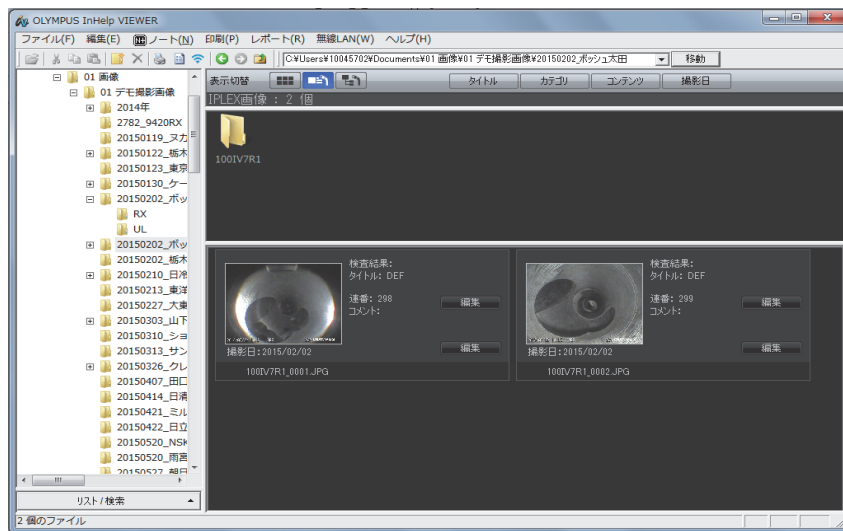 OLYMPUS InHelp VIEWER
ファイル(F) 編集(E) ノート(N) 印刷(P) レポート(R) 無線LAN(W) ヘルプ(H)
C:¥Users¥10045702¥Documents¥01 画像¥01 デモ撮影画像¥20150202_ボッシュ太田 移動
表示切替 タイトル カテゴリ コンテンツ 撮影日
IPLEX画像 : 2 個
01 画像
01 デモ撮影画像
2014年
2782_9420RX
20150119_ヌカ
20150122_栃木
20150123_東京
20150130_ケー
20150202_ボッ
RX
UL
20150202_ボッ
20150202_栃木
20150210_日冷
20150213_東洋
20150227_大東
20150303_山下
20150310_ショ
20150313_サン
20150326_クレ
20150407_田口
20150414_日清
20150421_ミル
20150422_日立
20150520_NSK
20150520_雨宮
20150527_朝日
リスト/検索
2 個のファイル
100IV7R1
検査結果:
タイトル: DEF
連番: 298
編集
コメント:
編集
撮影日:2015/02/02
100IV7R1_0001.JPG
検査結果:
タイトル: DEF
連番: 299
編集
コメント:
編集
撮影日:2015/02/02
100IV7R1_0002.JPG